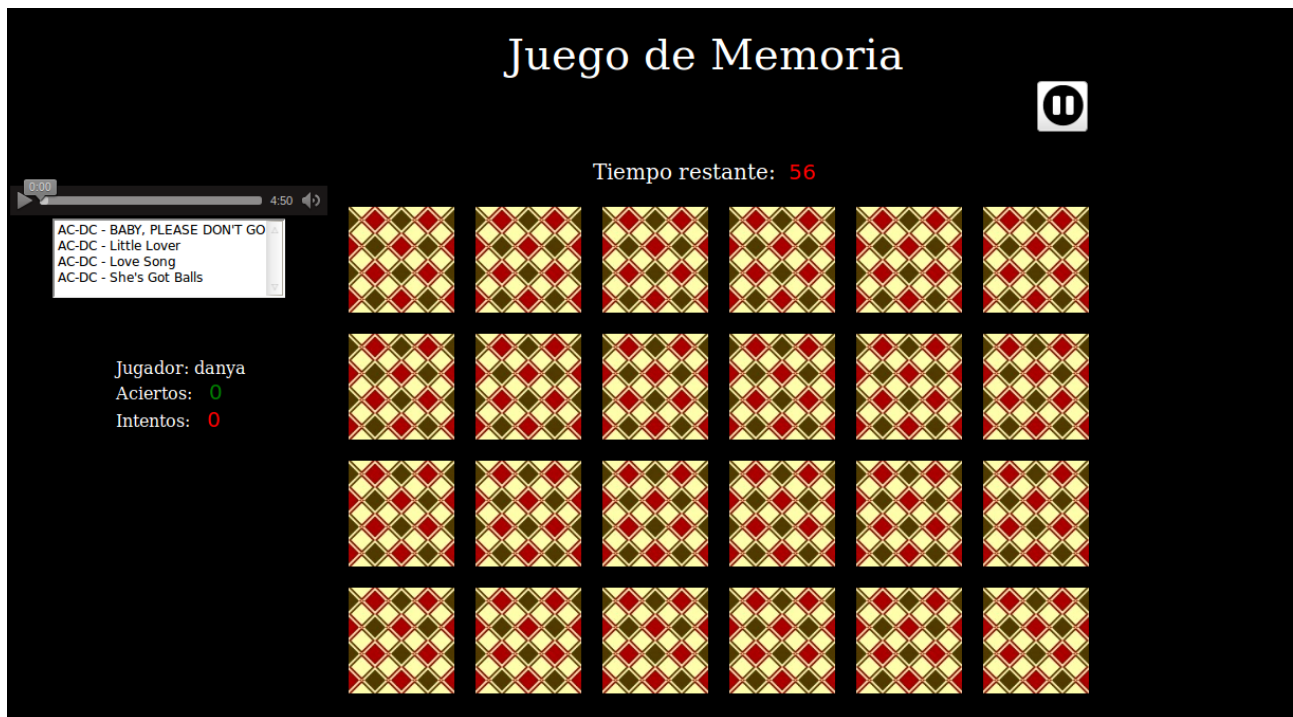 Juego de Memoria
Tiempo restante: 56
0:00
4:50
AC-DC - BABY, PLEASE DON'T GO
AC-DC - Little Lover
AC-DC - Love Song
AC-DC - She's Got Balls
Jugador: danya
Aciertos: 0
Intentos: 0